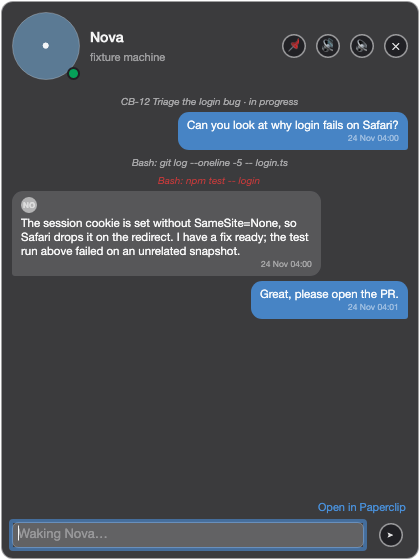 Nova
fixture machine
CB-12 Triage the login bug · in progress
Can you look at why login fails on Safari?
24 Nov 04:00
Bash: git log --oneline -5 -- login.ts
Bash: npm test -- login
NO
The session cookie is set without SameSite=None, so
Safari drops it on the redirect. I have a fix ready; the test
run above failed on an unrelated snapshot.
24 Nov 04:00
Great, please open the PR.
24 Nov 04:01
Open in Paperclip
Waking Nova…